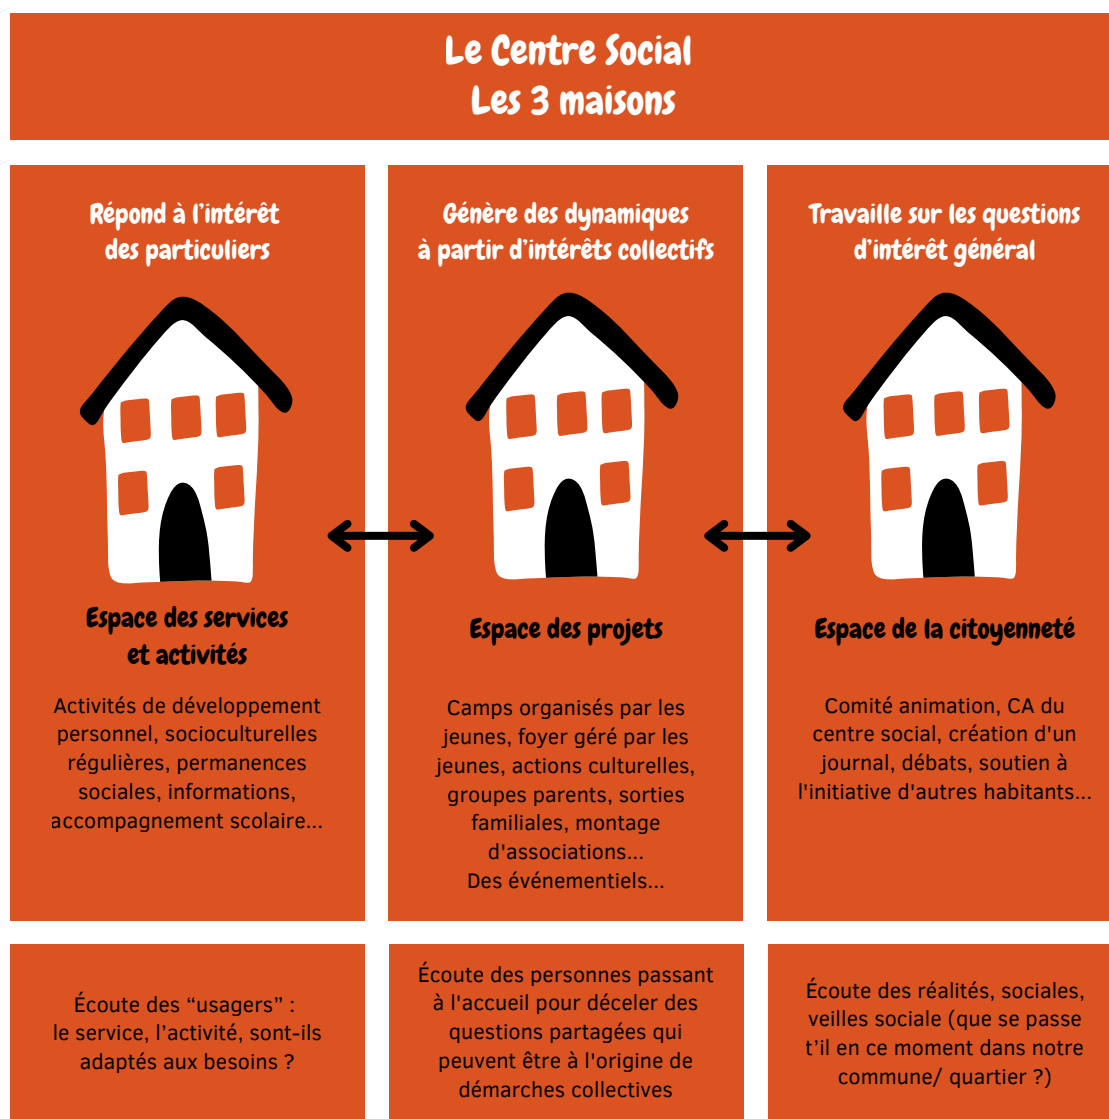 Le Centre Social
Les 3 maisons
Répond à l'intérêt
des particuliers
Espace des services
et activités
Activités de développement
personnel, socioculturelles
régulières, permanences
sociales, informations,
accompagnement scolaire...
Écoute des “usagers” :
le service, l’activité, sont-ils
adaptés aux besoins ?
Génère des dynamiques
à partir d'intérêts collectifs
Espace des projets
Camps organisés par les
jeunes, foyer géré par les
jeunes, actions culturelles,
groupes parents, sorties
familiales, montage
d'associations...
Des événementiels...
Écoute des personnes passant
à l'accueil pour déceler des
questions partagées qui
peuvent être à l'origine de
démarches collectives
Travaille sur les questions
d'intérêt général
Espace de la citoyenneté
Comité animation, CA du
centre social, création d'un
journal, débats, soutien à
l'initiative d'autres habitants...
Écoute des réalités, sociales,
veilles sociale (que se passe
t’il en ce moment dans notre
commune/ quartier ?)